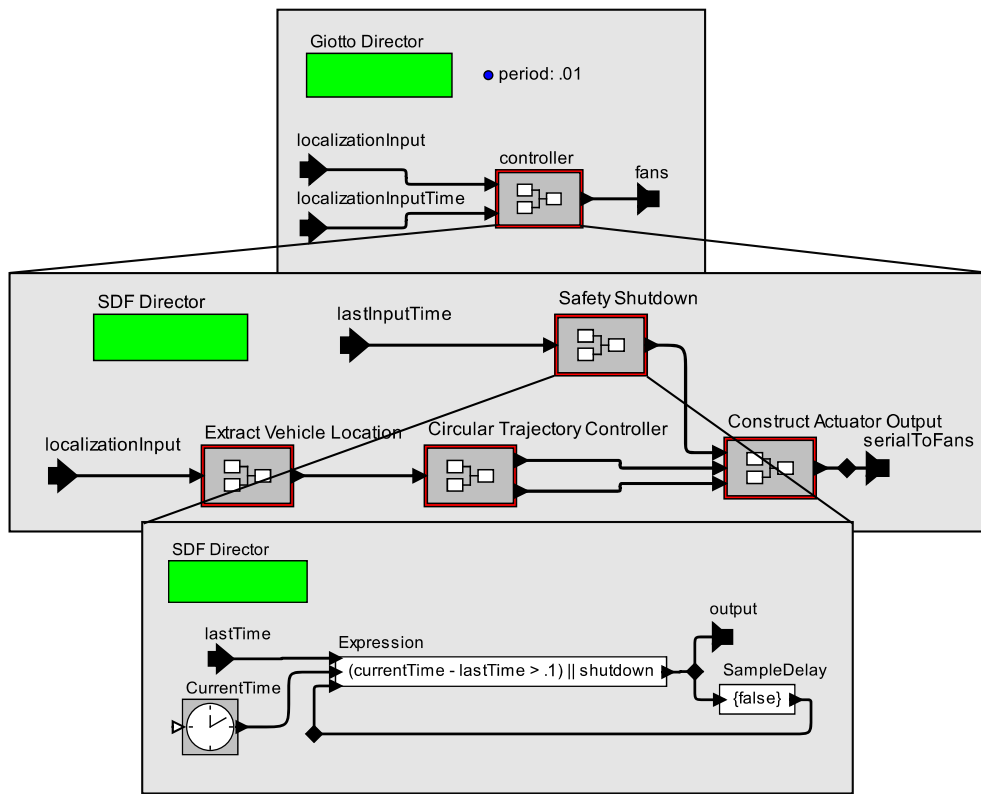 Giotto Director
period: .01
localizationInput
controller
fans
localizationInputTime
SDF Director
lastInputTime
Safety Shutdown
localizationInput
Extract Vehicle Location
Circular Trajectory Controller
Construct Actuator Output
serialToFans
SDF Director
lastTime
Expression
output
(currentTime - lastTime > .1) || shutdown
SampleDelay
CurrentTime
{false}